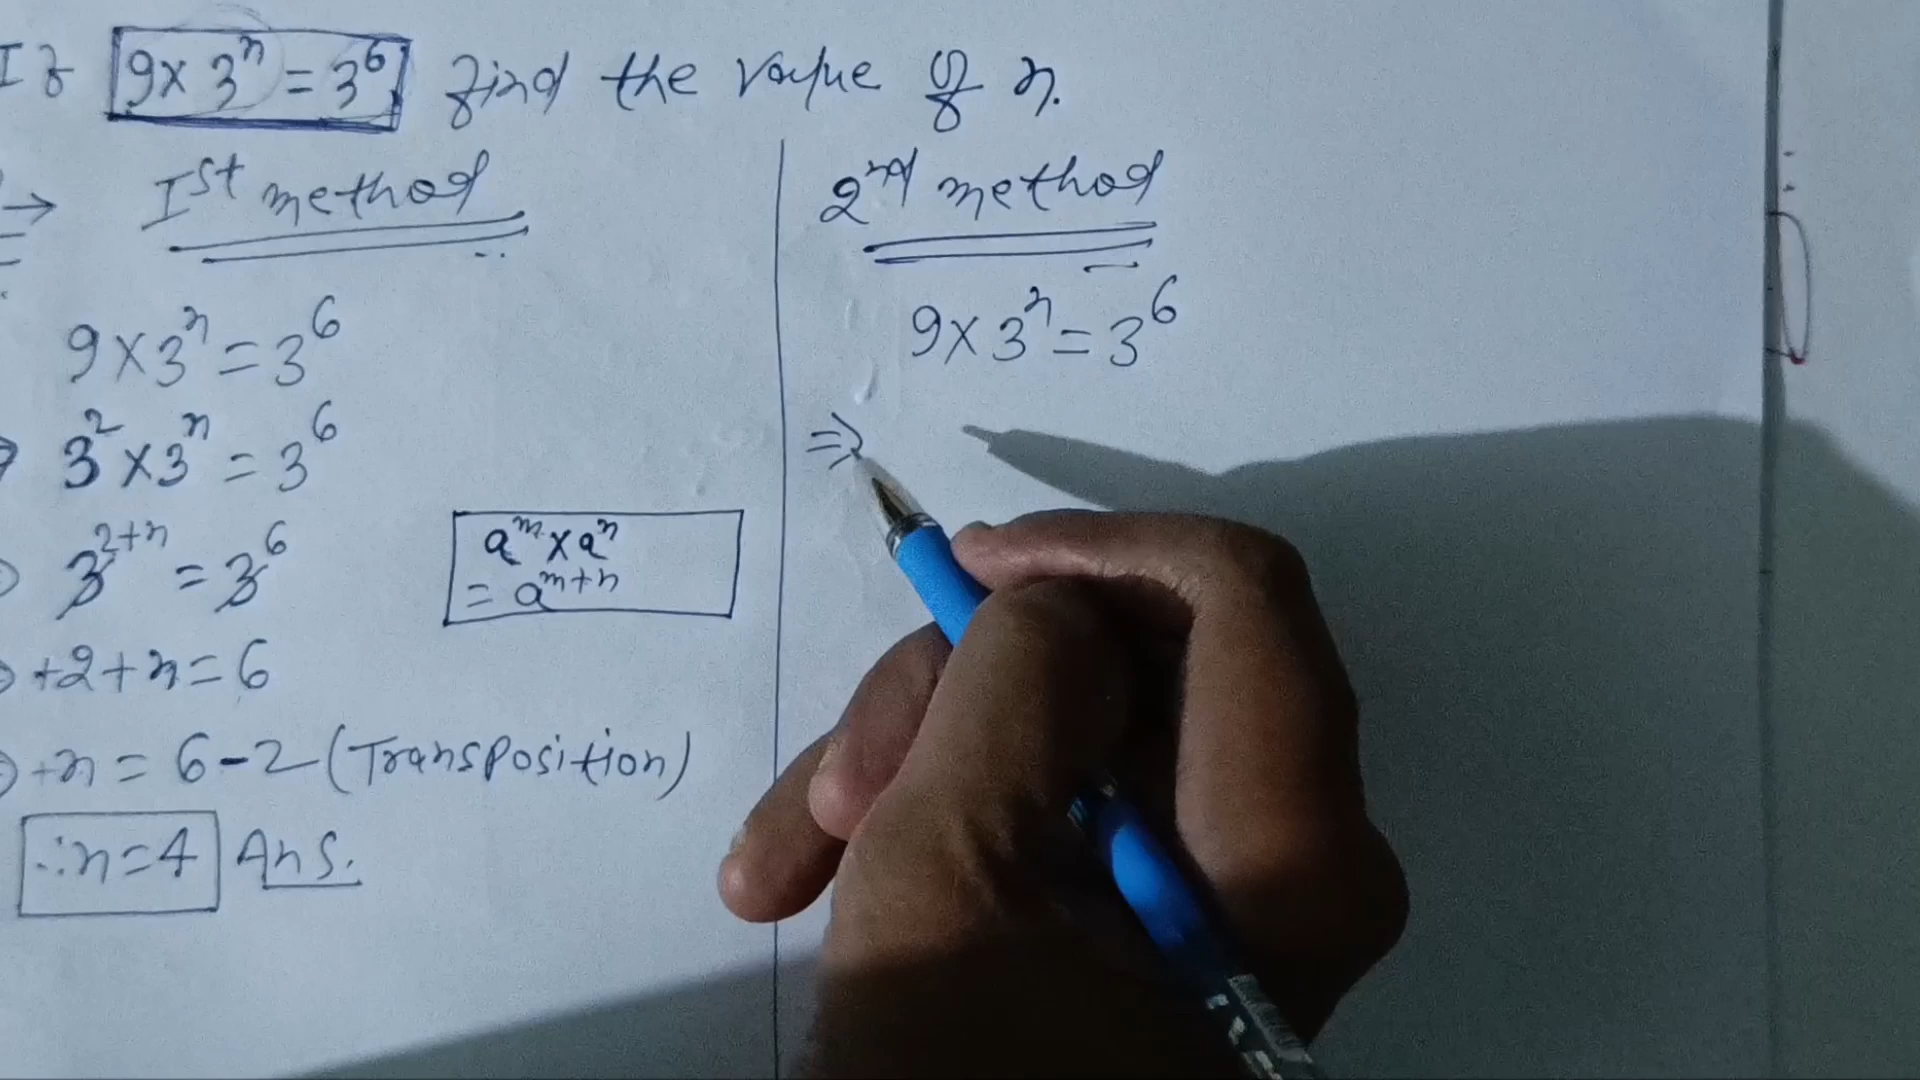 If 9×3ⁿ=3⁶ find the value of n.
Ist method
9×3ⁿ=3⁶
3²×3ⁿ=3⁶
3²⁺ⁿ=3⁶
aᵐ×aⁿ
=aᵐ⁺ⁿ
+2+n=6
+n=6-2 (Transposition)
∴n=4 Ans.
2nd method
9×3ⁿ=3⁶
⇒